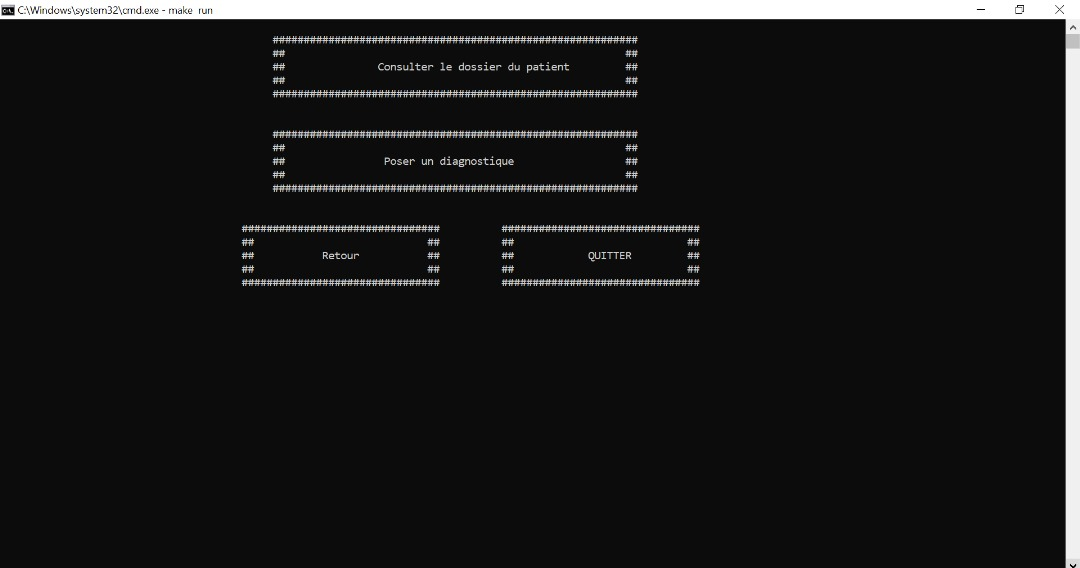 C:\Windows\system32\cmd.exe - make run
###########################################################
## ##
## Consulter le dossier du patient ##
## ##
###########################################################
###########################################################
## ##
## Poser un diagnostique ##
## ##
###########################################################
################################ ################################
## ## ## ##
## Retour ## ## QUITTER ##
## ## ## ##
################################ ################################